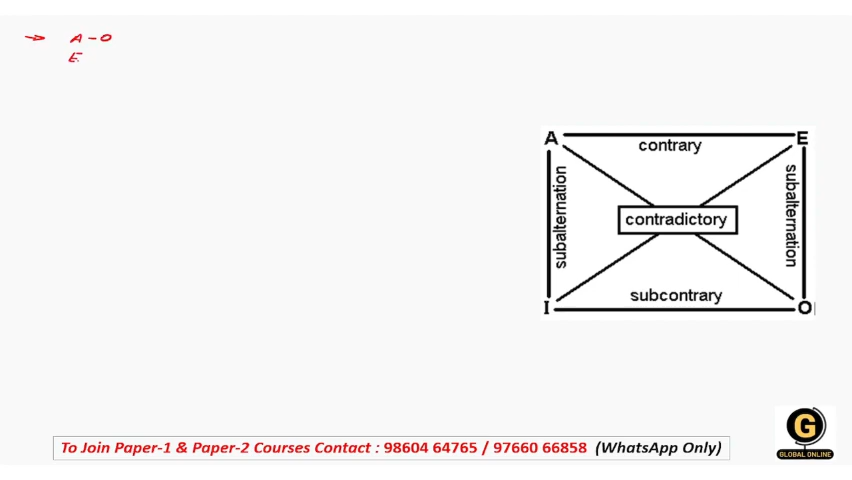 → A - O
E
A E
contrary
subalternation
subalternation
contradictory
subcontrary
I O
To Join Paper-1 & Paper-2 Courses Contact : 98604 64765 / 97660 66858 (WhatsApp Only)
G
GLOBAL ONLINE